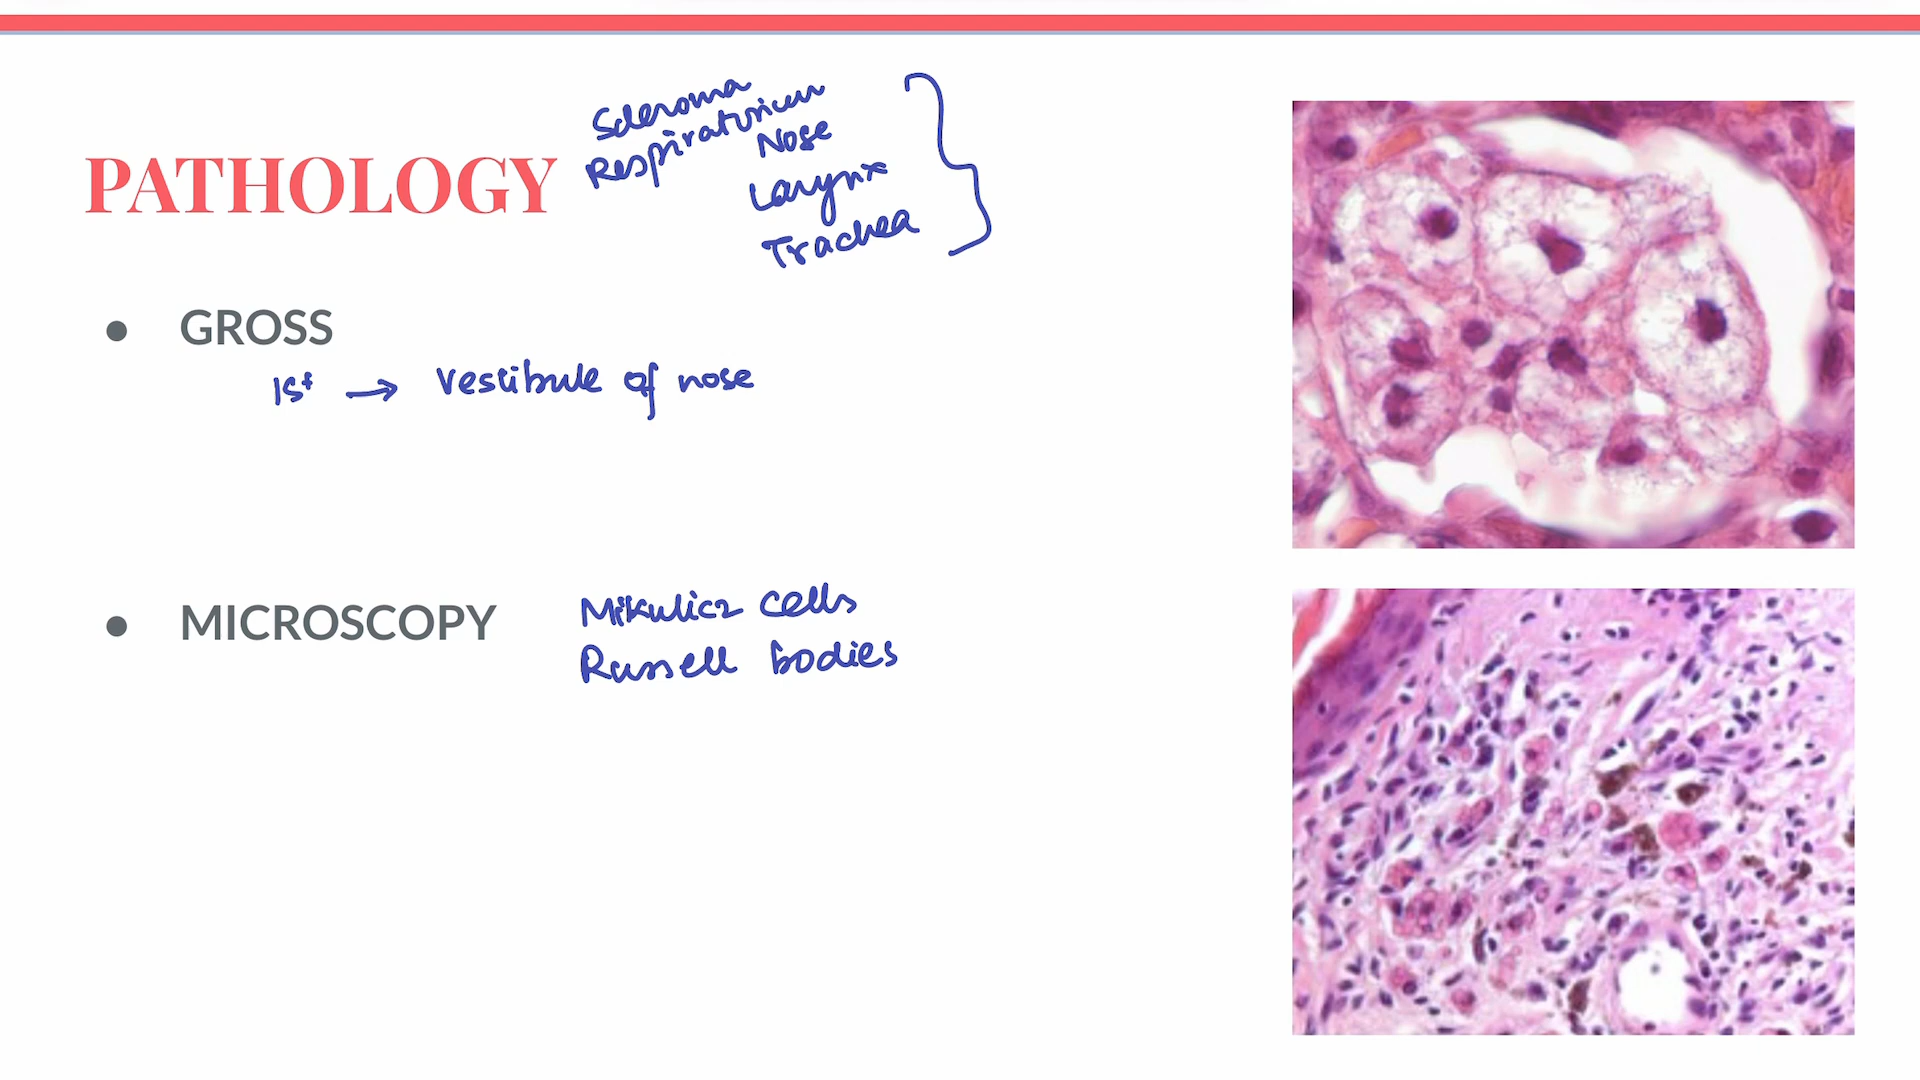 PATHOLOGY
Scleroma
Respiratorium
Nose
Larynx
Trachea
• GROSS
1st → Vestibule of nose
• MICROSCOPY
Mikulicz cells
Russell bodies